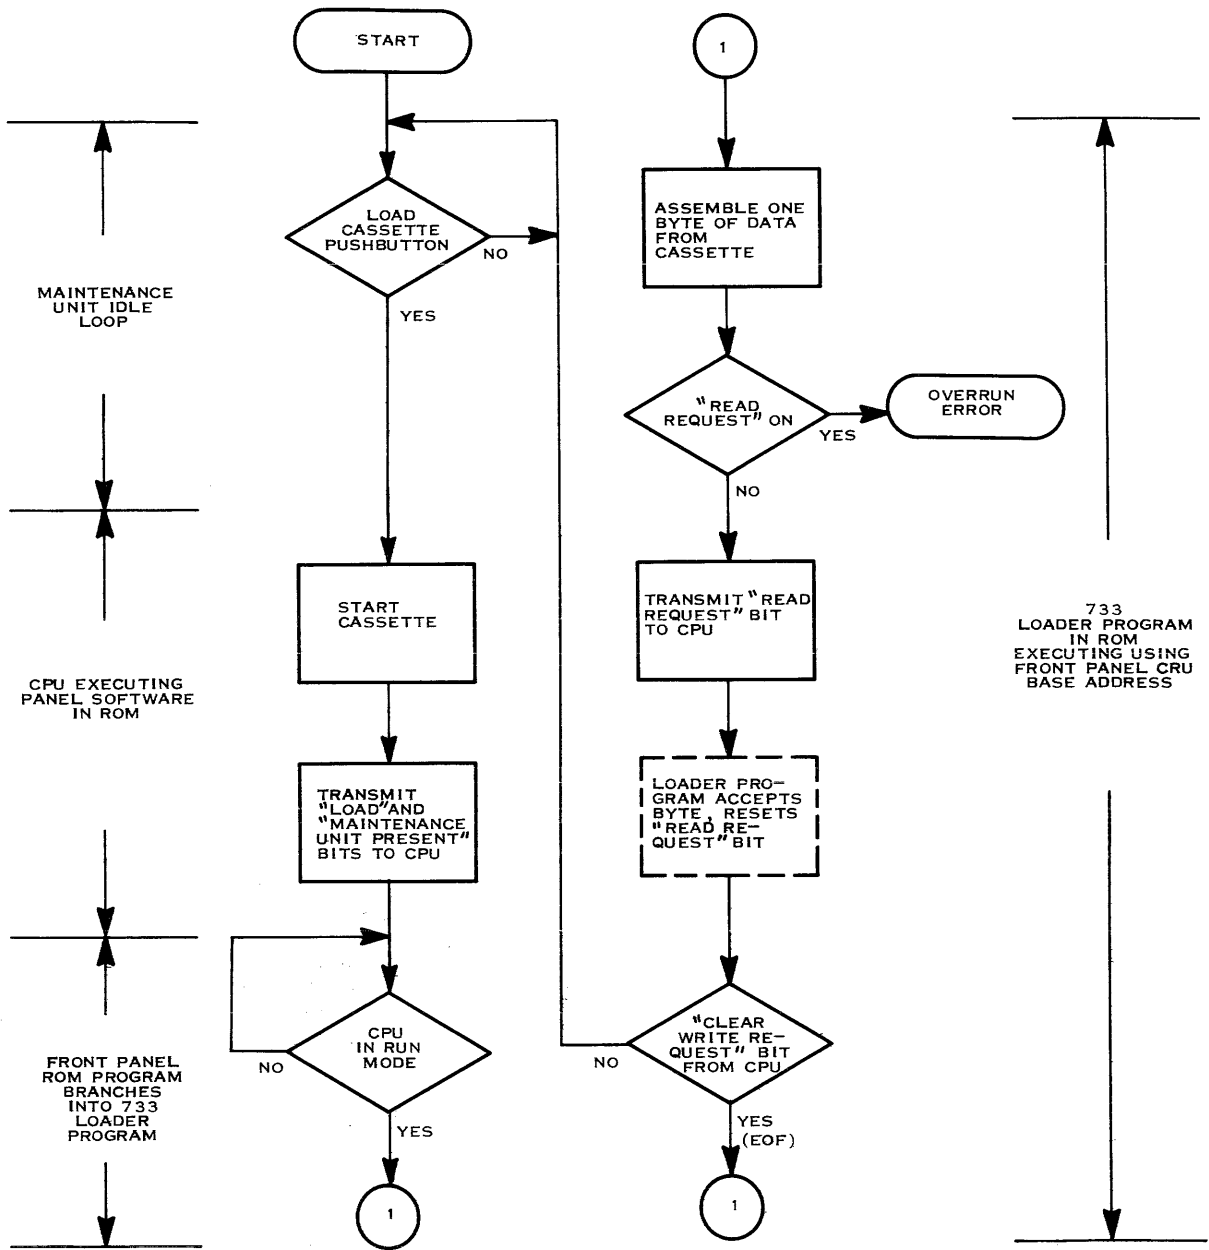 START
LOAD
CASSETTE
PUSHBUTTON
NO
YES
MAINTENANCE
UNIT IDLE
LOOP
START
CASSETTE
CPU EXECUTING
PANEL SOFTWARE
IN ROM
TRANSMIT
"LOAD" AND
"MAINTENANCE
UNIT PRESENT"
BITS TO CPU
CPU
IN RUN
MODE
NO
YES
FRONT PANEL
ROM PROGRAM
BRANCHES
INTO 733
LOADER
PROGRAM
1
1
ASSEMBLE ONE
BYTE OF DATA
FROM
CASSETTE
"READ
REQUEST" ON
YES
NO
OVERRUN
ERROR
TRANSMIT "READ
REQUEST" BIT
TO CPU
LOADER PRO-
GRAM ACCEPTS
BYTE, RESETS
"READ RE-
QUEST" BIT
"CLEAR
WRITE RE-
QUEST" BIT
FROM CPU
NO
YES
(EOF)
1
733
LOADER PROGRAM
IN ROM
EXECUTING USING
FRONT PANEL CRU
BASE ADDRESS